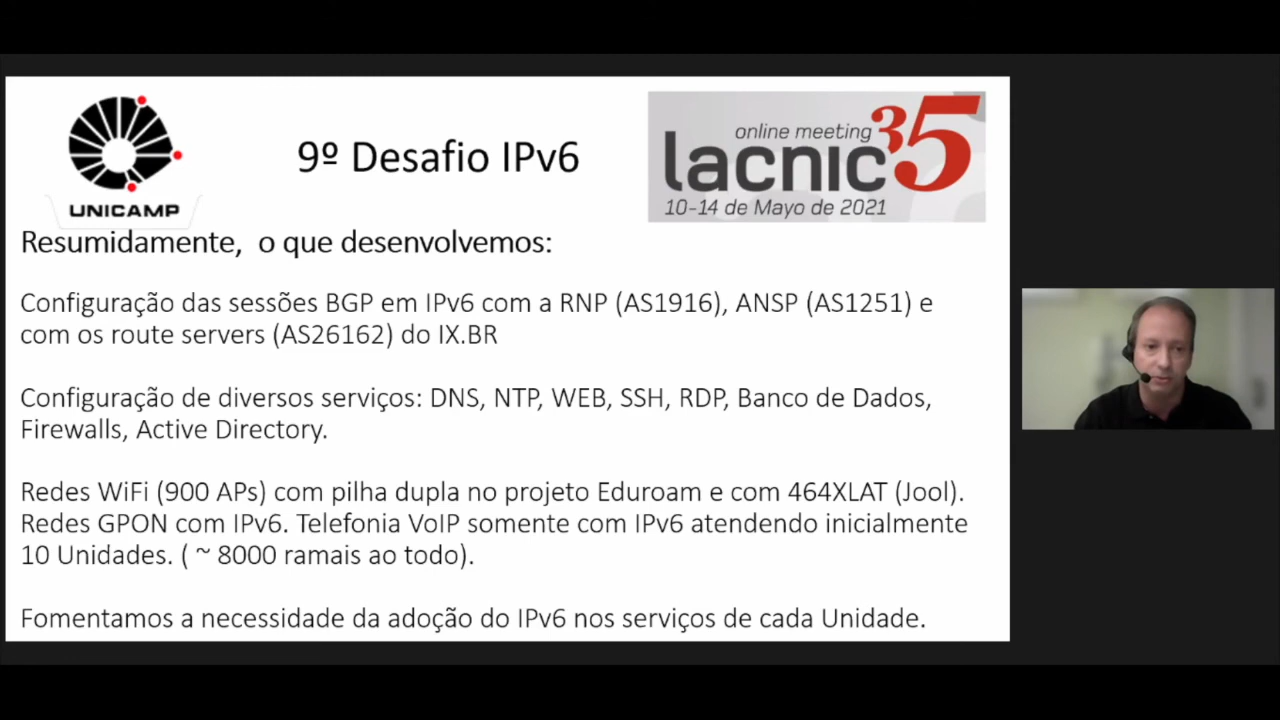 UNICAMP
9º Desafio IPv6
online meeting
lacnic 35
10-14 de Mayo de 2021
Resumidamente, o que desenvolvemos:
Configuração das sessões BGP em IPv6 com a RNP (AS1916), ANSP (AS1251) e
com os route servers (AS26162) do IX.BR
Configuração de diversos serviços: DNS, NTP, WEB, SSH, RDP, Banco de Dados,
Firewalls, Active Directory.
Redes WiFi (900 APs) com pilha dupla no projeto Eduroam e com 464XLAT (Jool).
Redes GPON com IPv6. Telefonia VoIP somente com IPv6 atendendo inicialmente
10 Unidades. ( ~ 8000 ramais ao todo).
Fomentamos a necessidade da adoção do IPv6 nos serviços de cada Unidade.